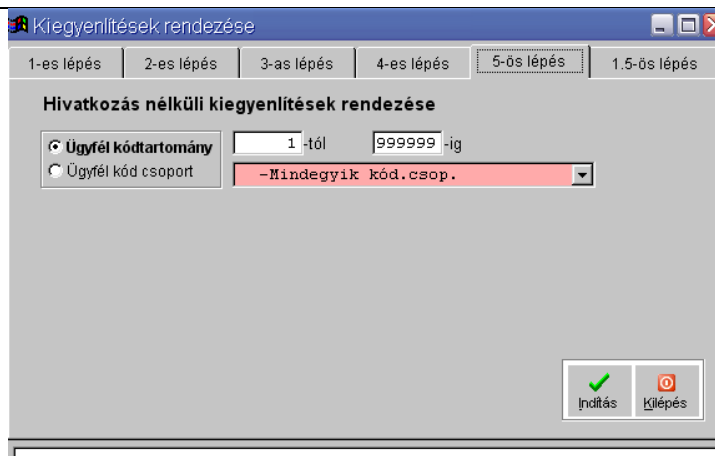 Kiegyenlítések rendezése
1-es lépés 2-es lépés 3-as lépés 4-es lépés 5-ös lépés 1.5-ös lépés
Hivatkozás nélküli kiegyenlítések rendezése
Ügyfél kódtartomány 1 -tól 999999 -ig
Ügyfél kód csoport -Mindegyik kód.csop.
Indítás Kilépés